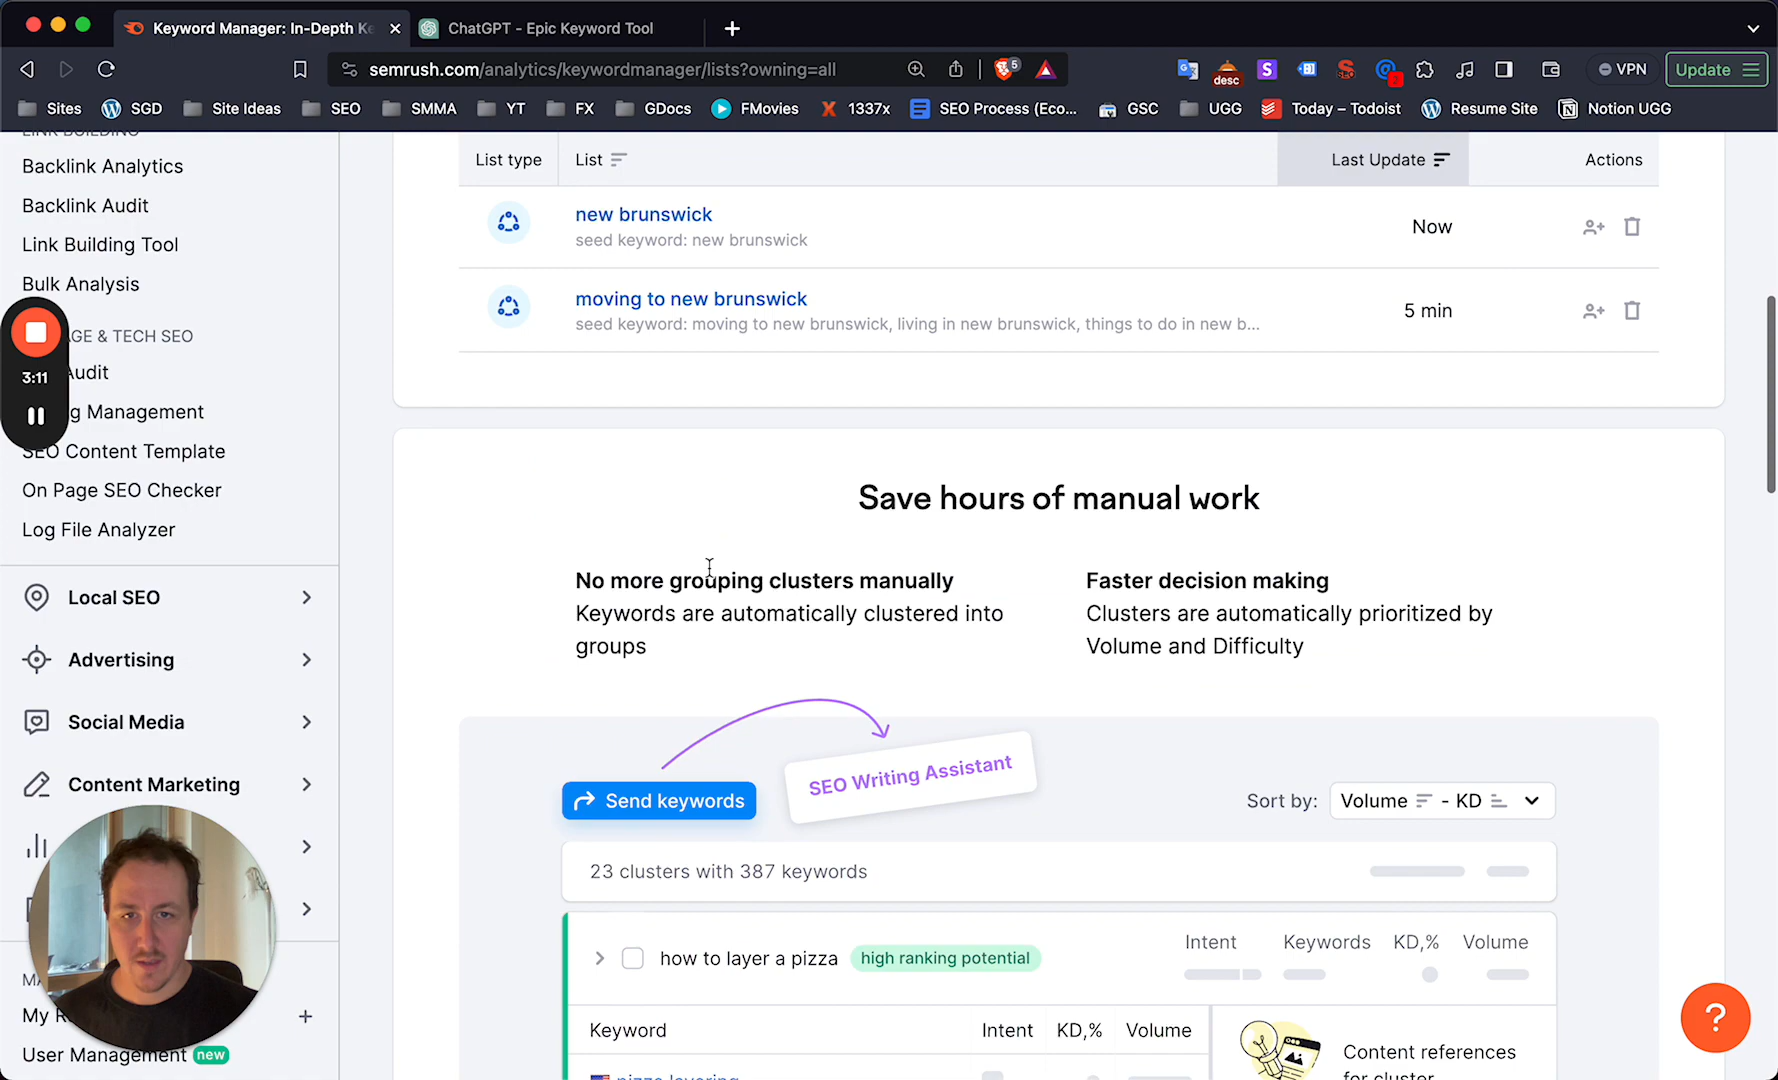 Keyword Manager: In-Depth Ke
ChatGPT - Epic Keyword Tool
semrush.com/analytics/keywordmanager/lists?owning=all
5
desc
VPN
Update
Sites
SGD
Site Ideas
SEO
SMMA
YT
FX
GDocs
FMovies
1337x
SEO Process (Eco...
GSC
UGG
Today – Todoist
Resume Site
Notion UGG
LINK BUILDING
Backlink Analytics
Backlink Audit
Link Building Tool
Bulk Analysis
AGE & TECH SEO
Audit
g Management
SEO Content Template
On Page SEO Checker
Log File Analyzer
3:11
Local SEO
Advertising
Social Media
Content Marketing
My R
User Management new
List type
List
Last Update
Actions
new brunswick
seed keyword: new brunswick
Now
moving to new brunswick
seed keyword: moving to new brunswick, living in new brunswick, things to do in new b...
5 min
Save hours of manual work
No more grouping clusters manually
Keywords are automatically clustered into
groups
Faster decision making
Clusters are automatically prioritized by
Volume and Difficulty
Send keywords
SEO Writing Assistant
Sort by:
Volume - KD
23 clusters with 387 keywords
how to layer a pizza
high ranking potential
Intent
Keywords
KD,%
Volume
Keyword
Intent
KD,%
Volume
pizza layering
Content references
for cluster
?